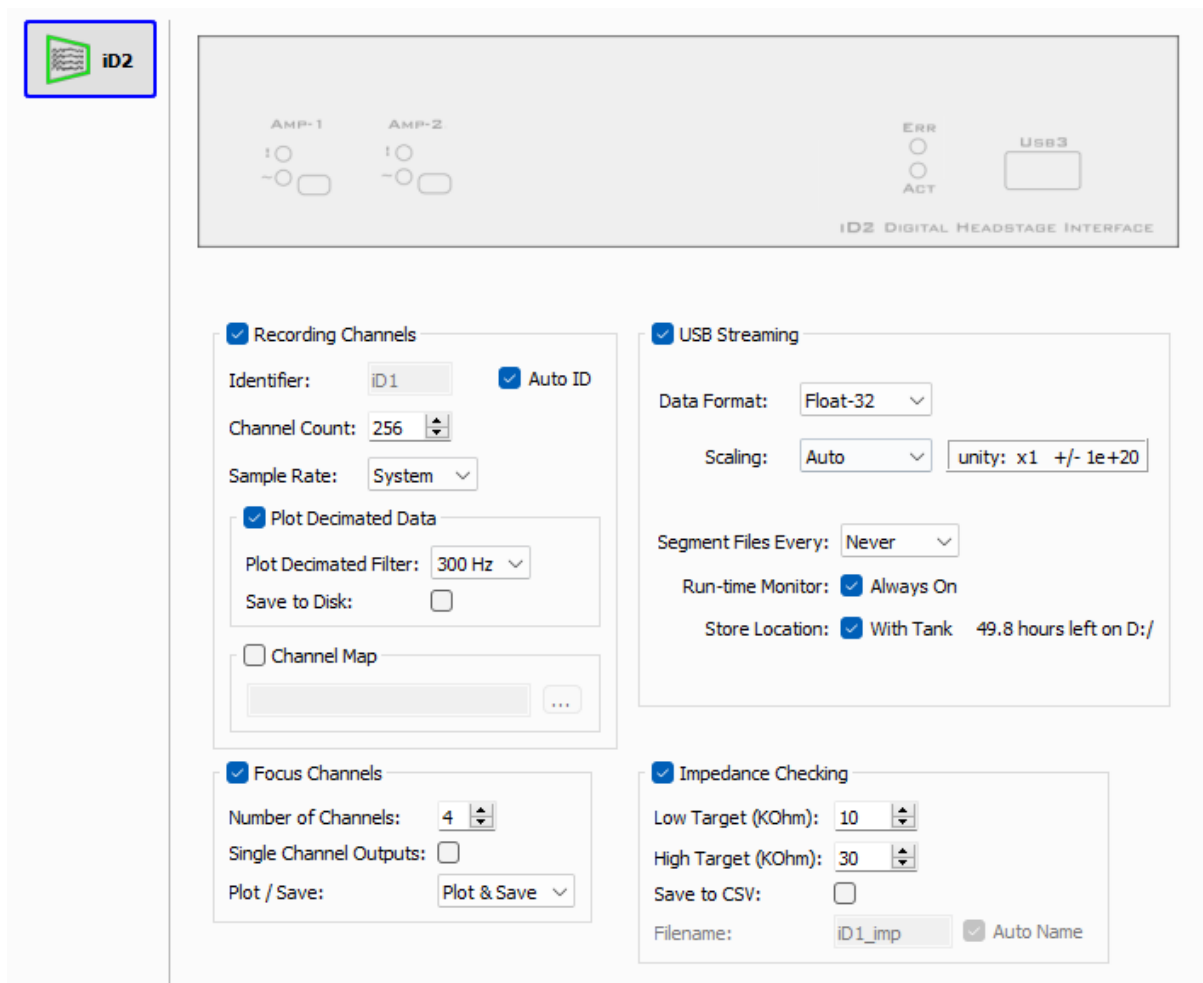 iD2
AMP-1 AMP-2
ERR
USB3
ACT
iD2 DIGITAL HEADSTAGE INTERFACE
Recording Channels
Identifier: iD1 Auto ID
Channel Count: 256
Sample Rate: System
Plot Decimated Data
Plot Decimated Filter: 300 Hz
Save to Disk:
Channel Map
...
USB Streaming
Data Format: Float-32
Scaling: Auto unity: x1 +/- 1e+20
Segment Files Every: Never
Run-time Monitor: Always On
Store Location: With Tank 49.8 hours left on D:/
Focus Channels
Number of Channels: 4
Single Channel Outputs:
Plot / Save: Plot & Save
Impedance Checking
Low Target (KOhm): 10
High Target (KOhm): 30
Save to CSV:
Filename: iD1_imp Auto Name